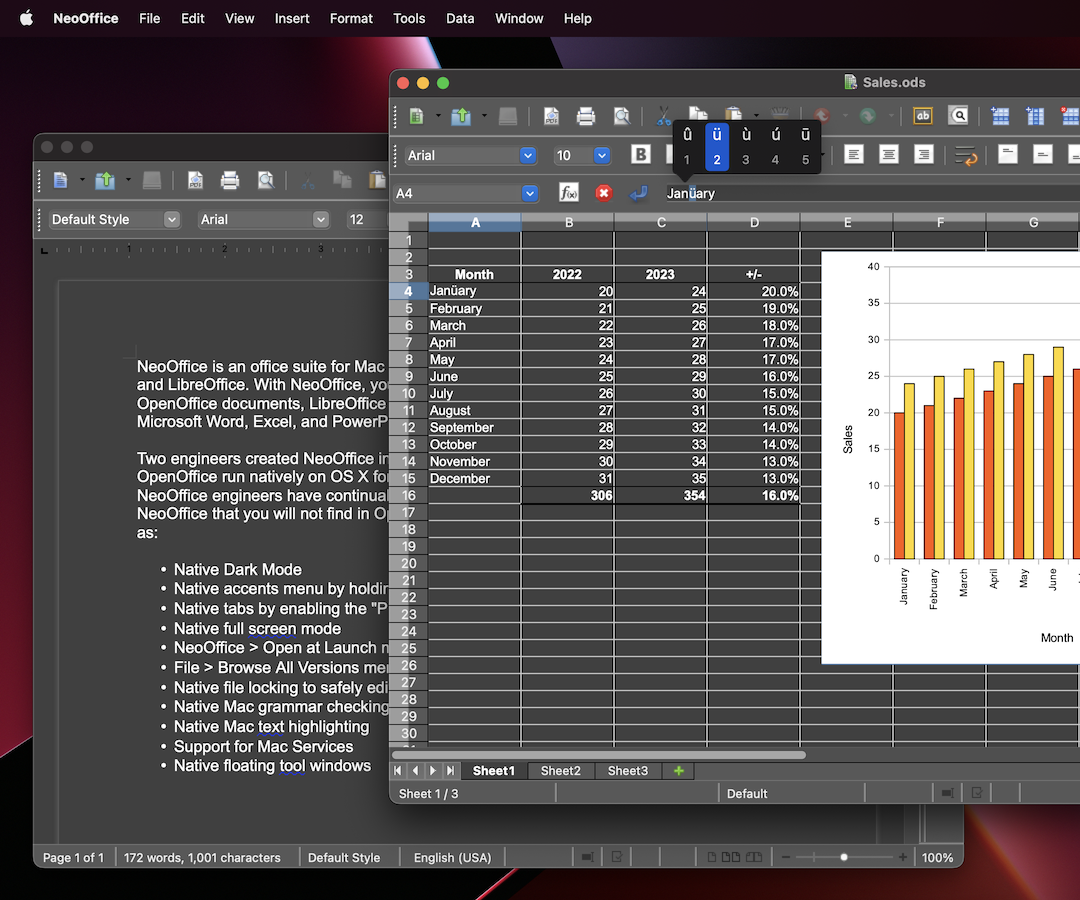 NeoOffice File Edit View Insert Format Tools Data Window Help
Sales.ods
Arial 10 B
û ü ù ú ū
1 2 3 4 5
A4 f(x) Janüary
A B C D E F G
1
2
3 Month 2022 2023 +/-
4 Janüary 20 24 20.0%
5 February 21 25 19.0%
6 March 22 26 18.0%
7 April 23 27 17.0%
8 May 24 28 17.0%
9 June 25 29 16.0%
10 July 26 30 15.0%
11 August 27 31 15.0%
12 September 28 32 14.0%
13 October 29 33 14.0%
14 November 30 34 13.0%
15 December 31 35 13.0%
16 306 354 16.0%
17
18
19
20
21
22
23
24
25
26
27
28
29
30
40
35
30
25
20
15
10
5
0
Sales
January February March April May June
Month
Sheet1 Sheet2 Sheet3
Sheet 1 / 3 Default
Default Style Arial 12
1 2 3
NeoOffice is an office suite for Mac
and LibreOffice. With NeoOffice,
OpenOffice documents, LibreOffice
Microsoft Word, Excel, and
Two engineers created NeoOffice
OpenOffice run natively on OS X
NeoOffice engineers have
NeoOffice that you will not find in
as:
• Native Dark Mode
• Native accents menu by
• Native tabs by enabling the
• Native full screen mode
• NeoOffice > Open at Launch
• File > Browse All Versions
• Native file locking to safely
• Native Mac grammar checking
• Native Mac text highlighting
• Support for Mac Services
• Native floating tool windows
Page 1 of 1 172 words, 1,001 characters Default Style English (USA) 100%